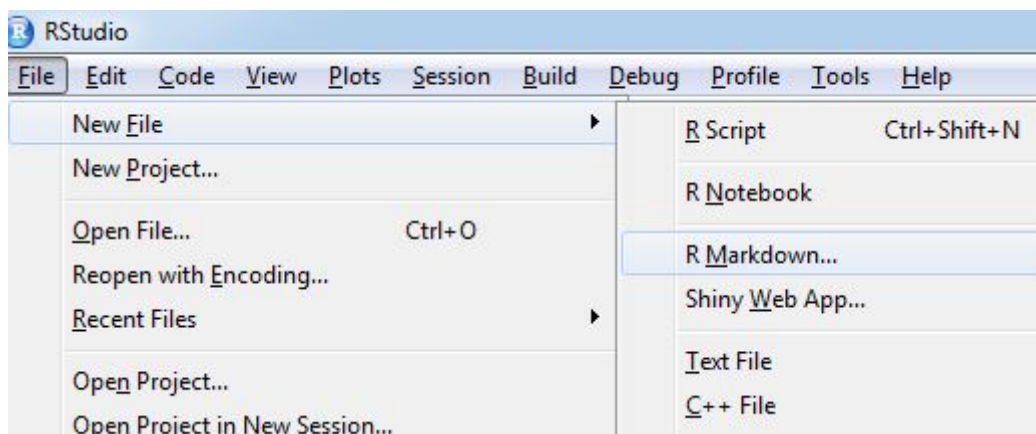 RStudio
File Edit Code View Plots Session Build Debug Profile Tools Help
New File
New Project...
Open File... Ctrl+O
Reopen with Encoding...
Recent Files
Open Project...
Open Project in New Session...
R Script Ctrl+Shift+N
R Notebook
R Markdown...
Shiny Web App...
Text File
C++ File